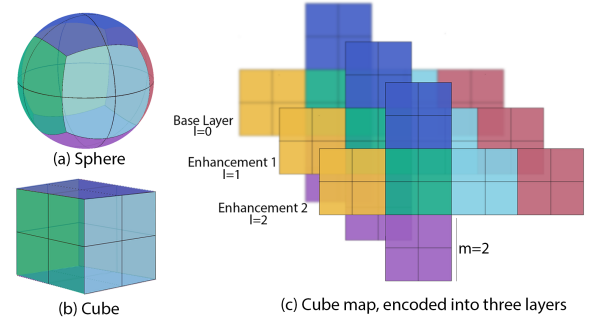 (a) Sphere
(b) Cube
Base Layer
l=0
Enhancement 1
l=1
Enhancement 2
l=2
m=2
(c) Cube map, encoded into three layers